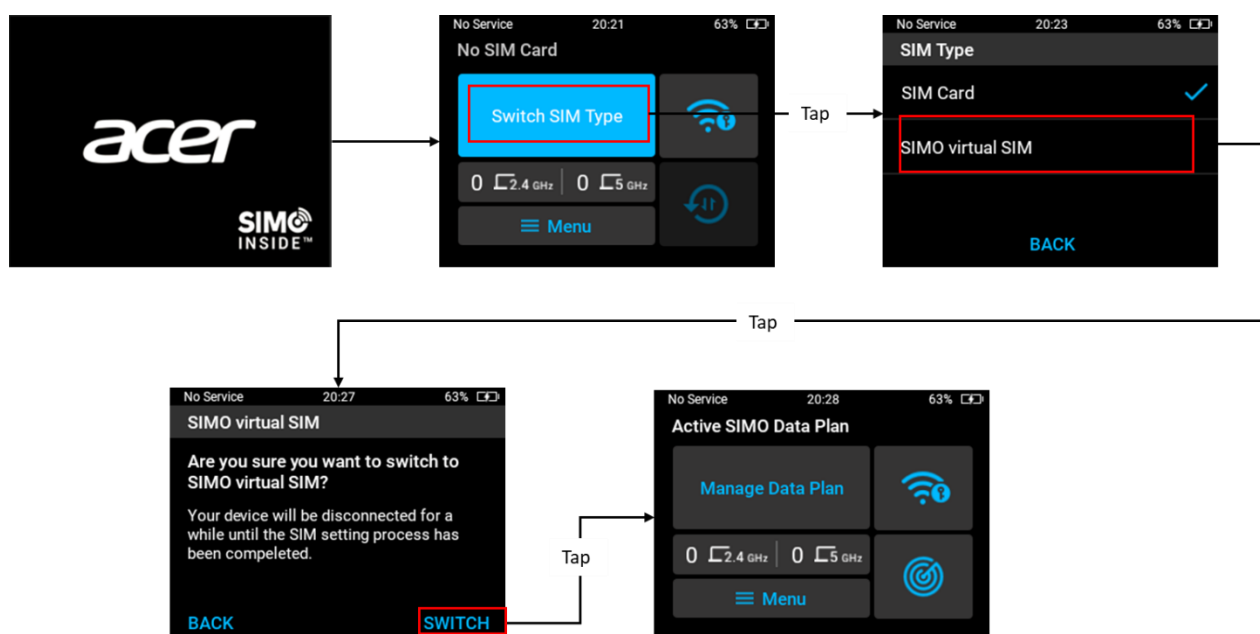 acer
SIMO
INSIDE™
No Service 20:21 63%
No SIM Card
Switch SIM Type
0 2.4 GHz 0 5 GHz
Menu
Tap
No Service 20:23 63%
SIM Type
SIM Card
SIMO virtual SIM
BACK
Tap
No Service 20:27 63%
SIMO virtual SIM
Are you sure you want to switch to
SIMO virtual SIM?
Your device will be disconnected for a
while until the SIM setting process has
been compeleted.
BACK SWITCH
Tap
No Service 20:28 63%
Active SIMO Data Plan
Manage Data Plan
0 2.4 GHz 0 5 GHz
Menu